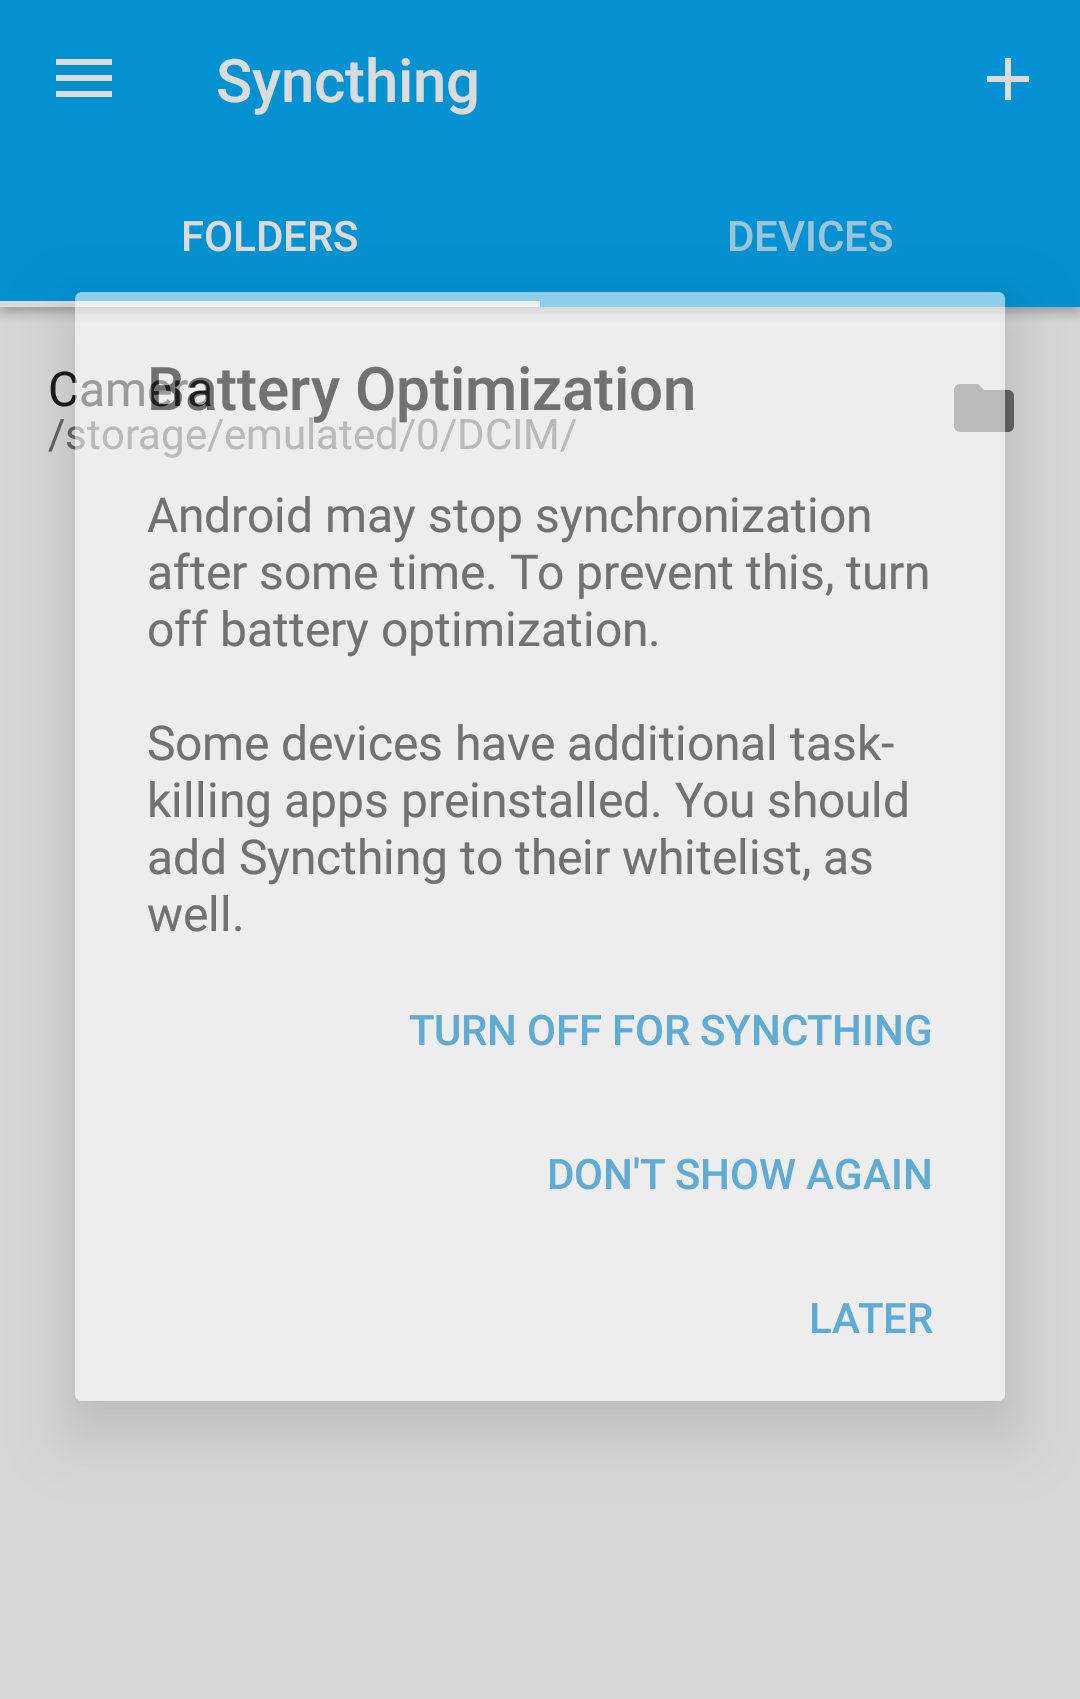 Syncthing
FOLDERS
DEVICES
Camera
/storage/emulated/0/DCIM/
Battery Optimization
Android may stop synchronization
after some time. To prevent this, turn
off battery optimization.
Some devices have additional task-
killing apps preinstalled. You should
add Syncthing to their whitelist, as
well.
TURN OFF FOR SYNCTHING
DON'T SHOW AGAIN
LATER